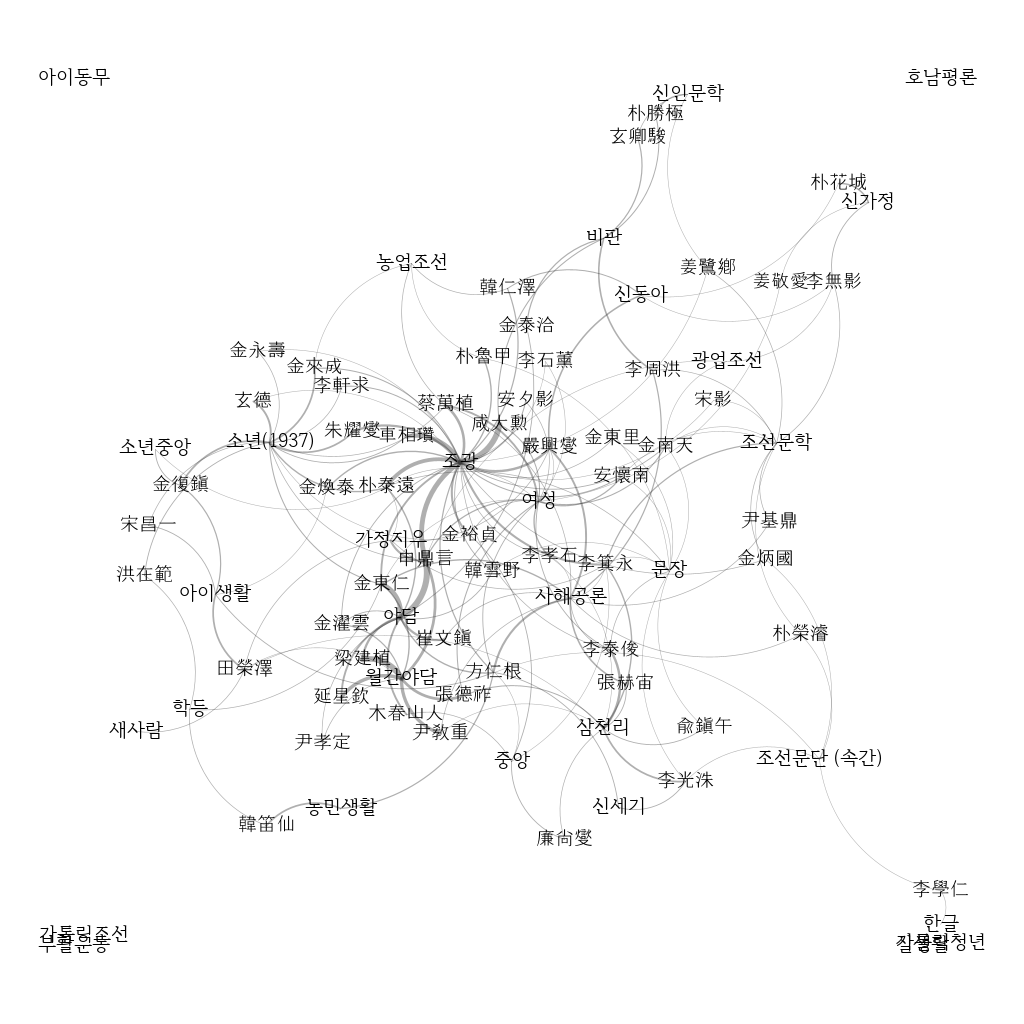 아이동무
호남평론
신인문학
朴勝極
玄卿駿
朴花城
신가정
비판
농업조선
姜鷺鄕
姜敬愛
李無影
韓仁澤
신동아
金泰洽
金永壽
朴魯甲
李石薰
광업조선
金來成
李周洪
李軒求
玄德
蔡萬植
安夕影
宋影
咸大勳
朱耀燮
車相瓚
소년(1937)
소년중앙
嚴興燮
金東里
金南天
조선문학
조광
安懷南
金復鎭
金煥泰
朴泰遠
여성
宋昌一
尹基鼎
金裕貞
가정지우
申鼎言
李孝石
金炳國
李箕永
韓雪野
문장
洪在範
金東仁
아이생활
사해공론
야담
金濯雲
朴榮濬
崔文鎭
李泰俊
梁建植
田榮澤
월간야담
方仁根
張赫宙
延星欽
張德祚
학등
木春山人
새사람
尹敎重
삼천리
兪鎭午
尹孝定
중앙
조선문단 (속간)
李光洙
농민생활
신세기
韓笛仙
廉尙燮
李學仁
한글
가톨릭조선
부활운동